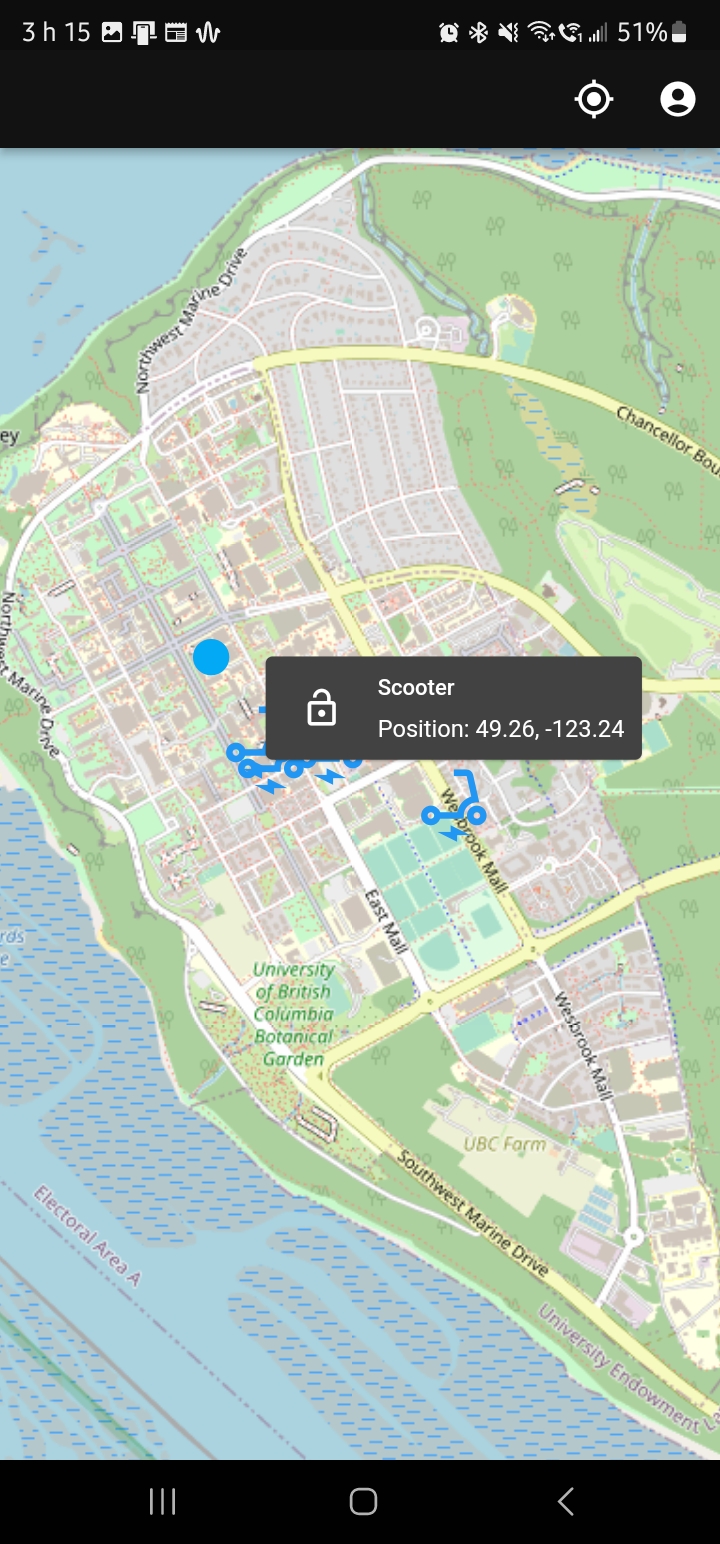 3 h 15
51%
Northwest Marine Drive
Chancellor Bou
ey
Northwest Marine Drive
Scooter
Position: 49.26, -123.24
Wesbrook Mall
East Mall
rds
e
University
of British
Columbia
Botanical
Garden
Wesbrook Mall
UBC Farm
Southwest Marine Drive
Electoral Area A
University Endowment L